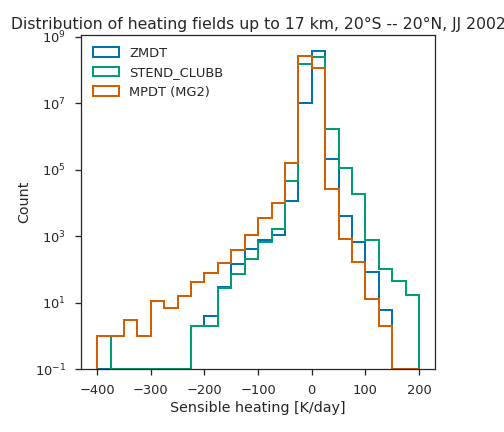 Distribution of heating fields up to 17 km, 20°S -- 20°N, JJ 2002
ZMDT
STEND_CLUBB
MPDT (MG2)
10⁹
10⁷
10⁵
10³
10¹
10⁻¹
Count
−400 −300 −200 −100 0 100 200
Sensible heating [K/day]